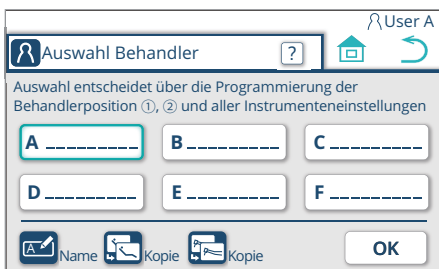 User A
Auswahl Behandler ?
Auswahl entscheidet über die Programmierung der
Behandlerposition ①, ② und aller Instrumenteneinstellungen
A _________ B _________ C _________
D _________ E _________ F _________
A Name Kopie Kopie OK